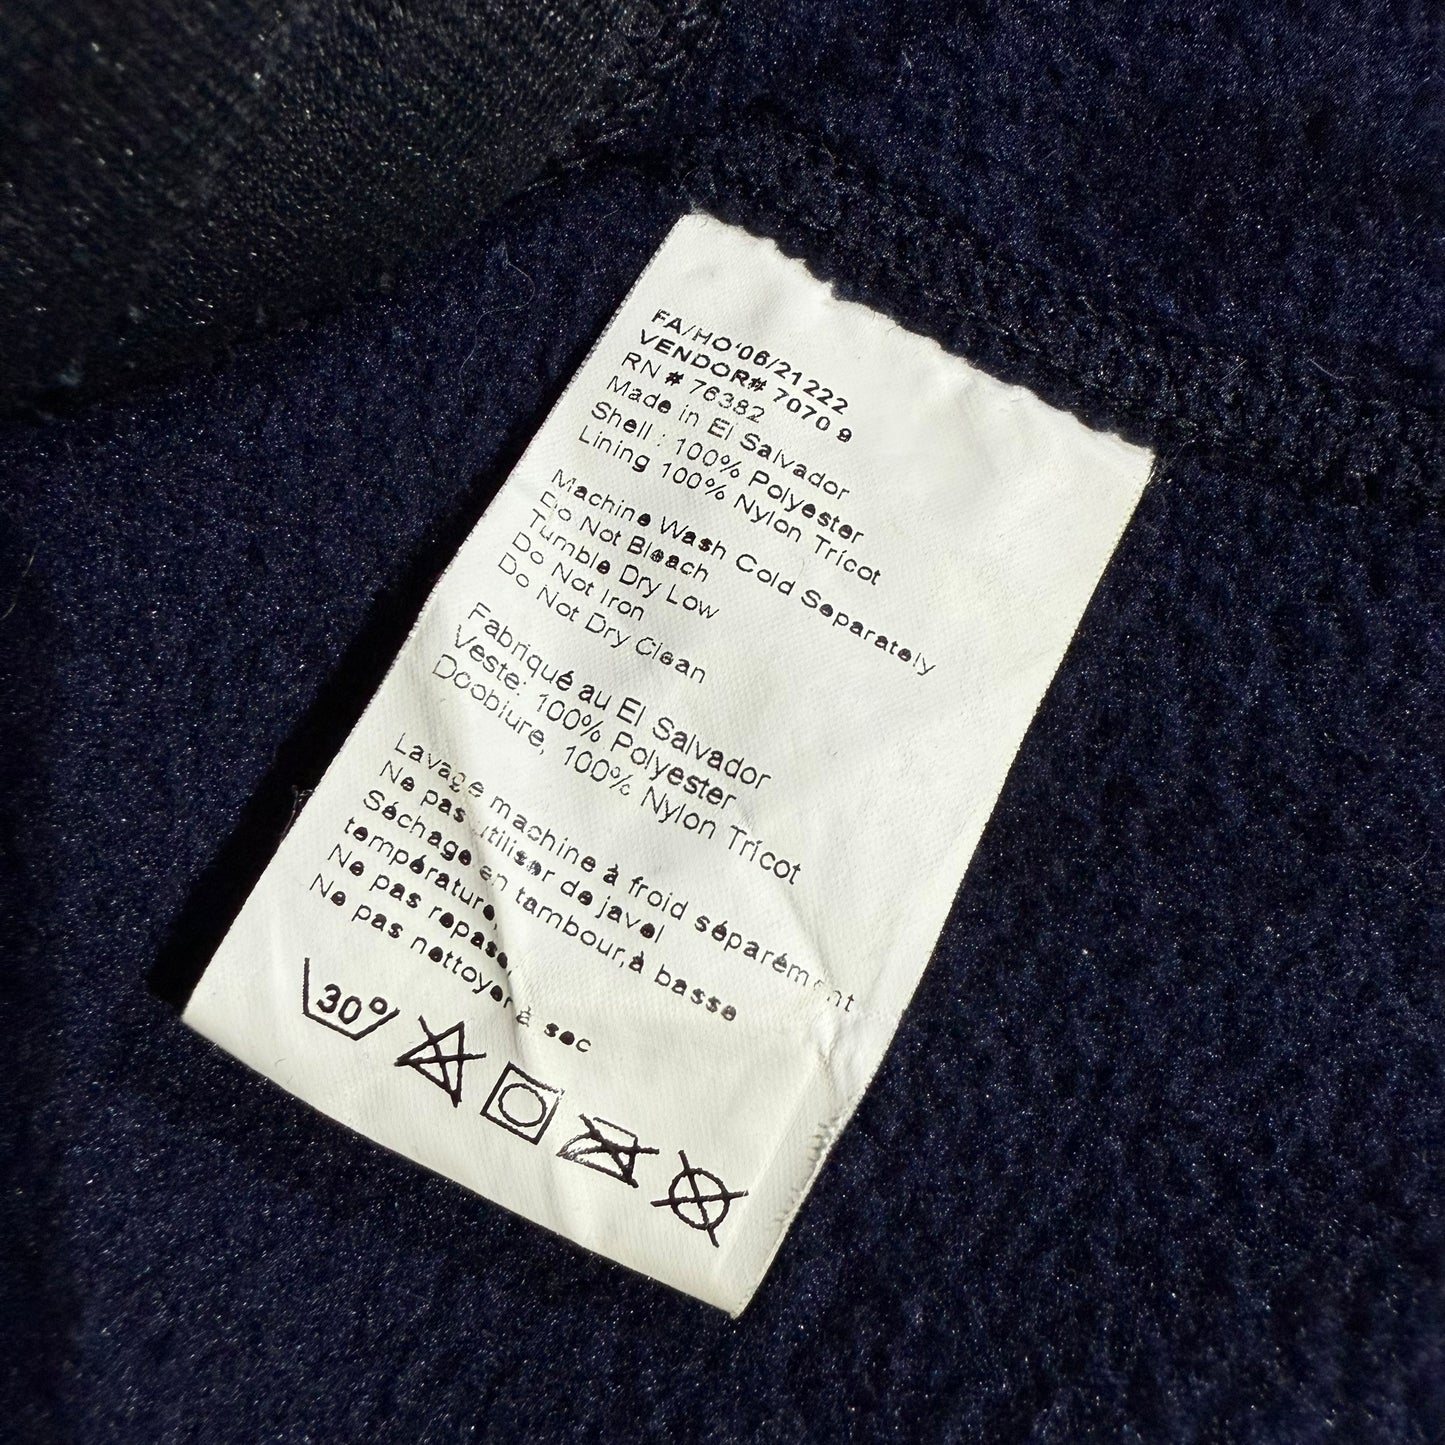 FA/HO'06/21222
VENDOR# 7070 9
RN # 76382
Made in El Salvador
Shell : 100% Polyester
Lining 100% Nylon Trícot
Machine Wash Cold Separately
Do Not Bleach
Tumble Dry Low
Do Not Iron
Do Not Dry Clean
Fabriqué au El Salvador
Veste: 100% Polyester
Doobiure, 100% Nylon Trícot
Lavage machine à froid séparément
Ne pas utiliser de javel
Séchage en tambour,à basse
température,
Ne pas repasser
Ne pas nettoyer à sec
30°